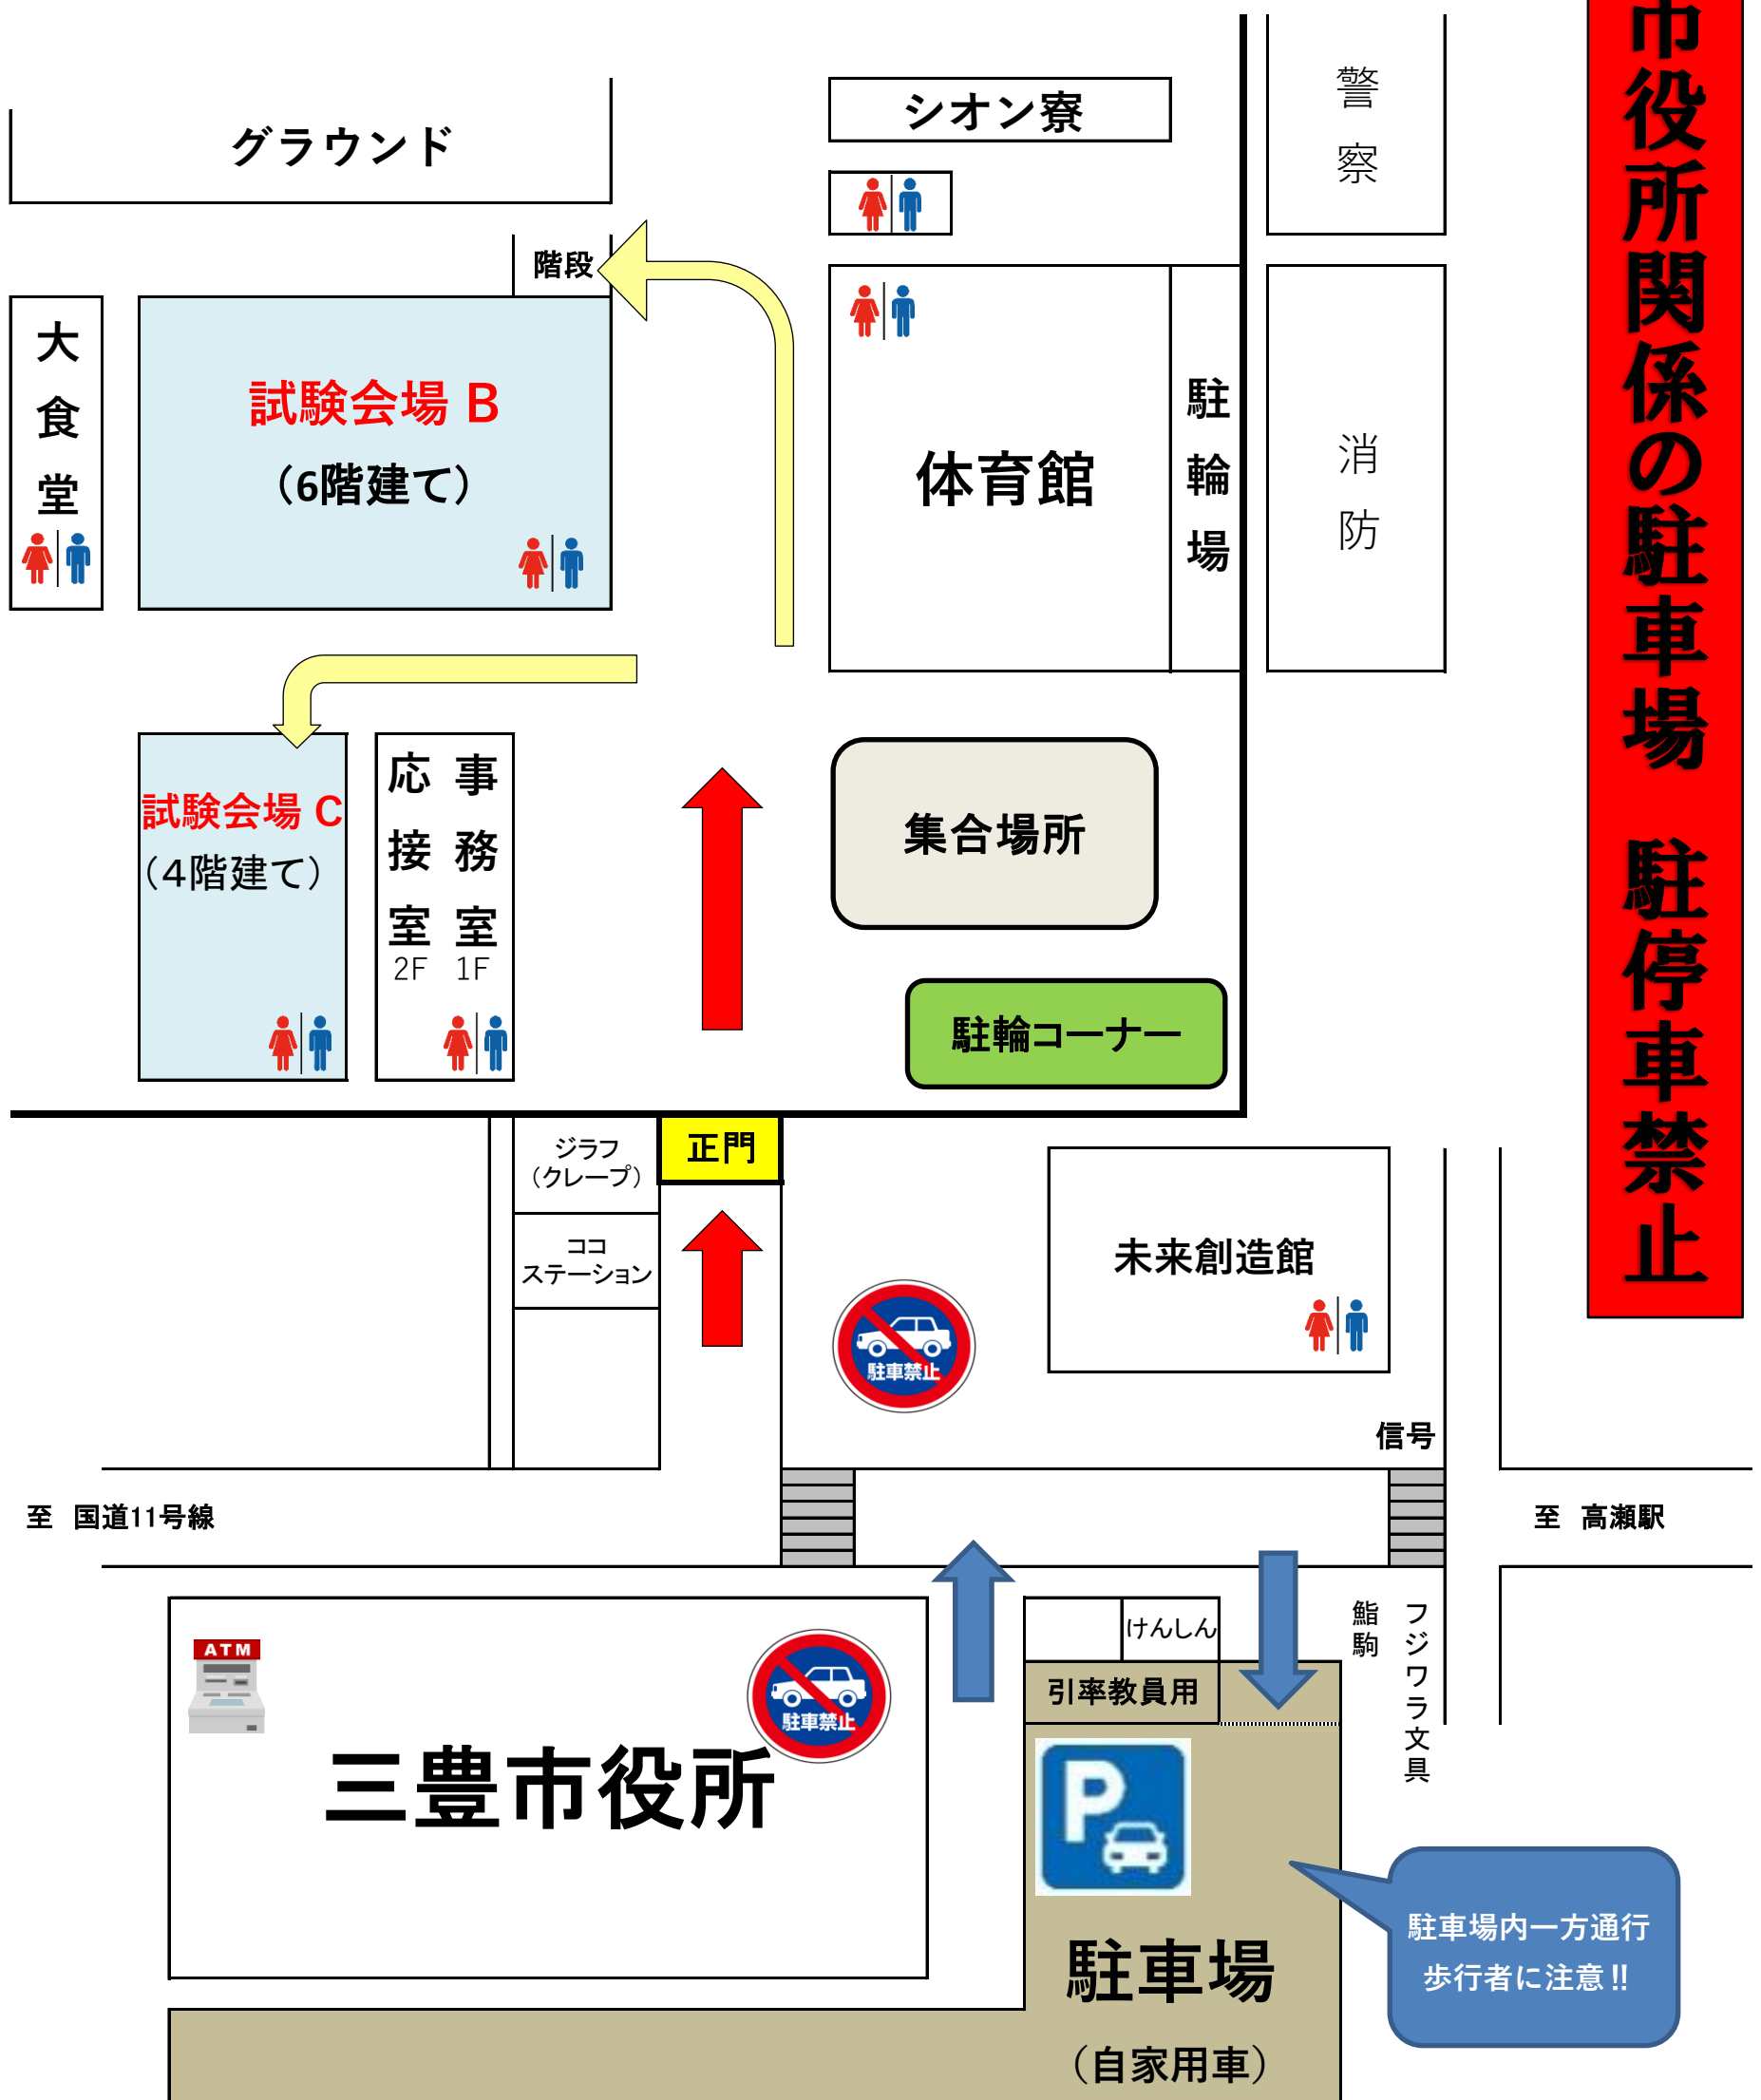 市役所関係の駐車場　駐停車禁止
グラウンド
シオン寮
警察
階段
大食堂
試験会場 B
（6階建て）
体育館
駐輪場
消防
試験会場 C
（4階建て）
応接室
2F
事務室
1F
集合場所
駐輪コーナー
正門
ジラフ
（クレープ）
ココ
ステーション
未来創造館
駐車禁止
信号
至　国道11号線
至　高瀬駅
ATM
駐車禁止
三豊市役所
けんしん
引率教員用
鮨駒
フジワラ文具
P
駐車場
（自家用車）
駐車場内一方通行
歩行者に注意!!